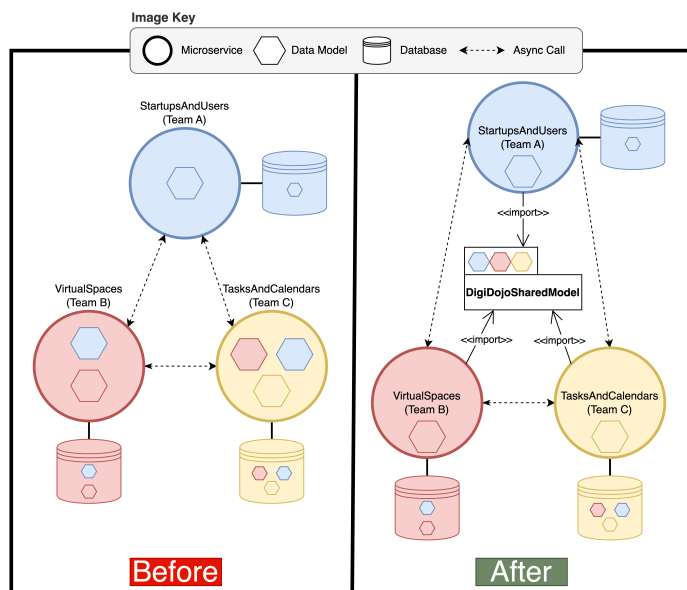 Image Key
Microservice
Data Model
Database
Async Call
StartupsAndUsers
(Team A)
VirtualSpaces
(Team B)
TasksAndCalendars
(Team C)
Before
StartupsAndUsers
(Team A)
<<import>>
DigiDojoSharedModel
<<import>>
<<import>>
VirtualSpaces
(Team B)
TasksAndCalendars
(Team C)
After